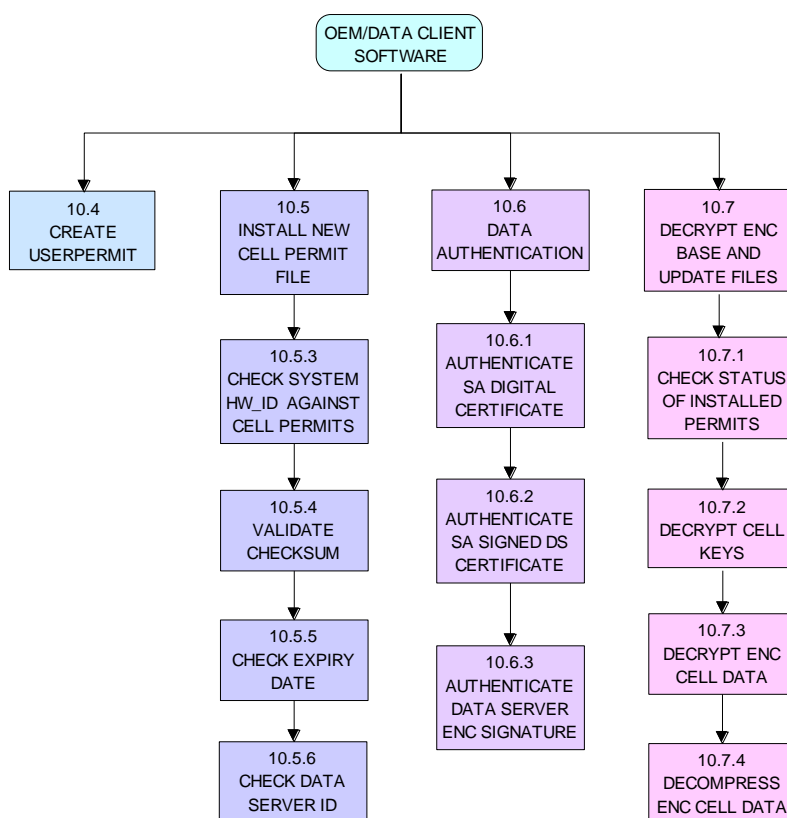 OEM/DATA CLIENT
SOFTWARE
10.4
CREATE
USERPERMIT
10.5
INSTALL NEW
CELL PERMIT
FILE
10.6
DATA
AUTHENTICATION
10.7
DECRYPT ENC
BASE AND
UPDATE FILES
10.5.3
CHECK SYSTEM
HW_ID AGAINST
CELL PERMITS
10.6.1
AUTHENTICATE
SA DIGITAL
CERTIFICATE
10.7.1
CHECK STATUS
OF INSTALLED
PERMITS
10.5.4
VALIDATE
CHECKSUM
10.6.2
AUTHENTICATE
SA SIGNED DS
CERTIFICATE
10.7.2
DECRYPT CELL
KEYS
10.5.5
CHECK EXPIRY
DATE
10.6.3
AUTHENTICATE
DATA SERVER
ENC SIGNATURE
10.7.3
DECRYPT ENC
CELL DATA
10.5.6
CHECK DATA
SERVER ID
10.7.4
DECOMPRESS
ENC CELL DATA